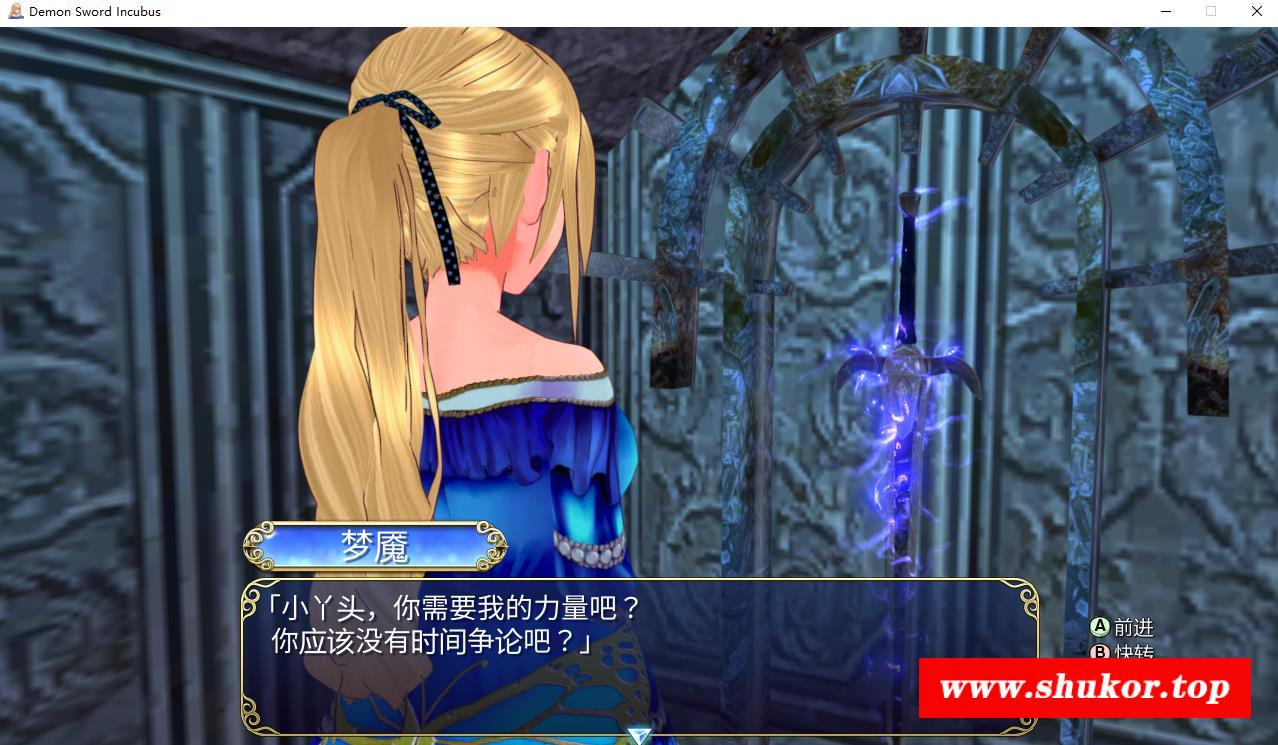 Demon Sword Incubus
梦魇
「小丫头，你需要我的力量吧？
你应该没有时间争论吧？」
A 前进
B 快转
www.shukor.top